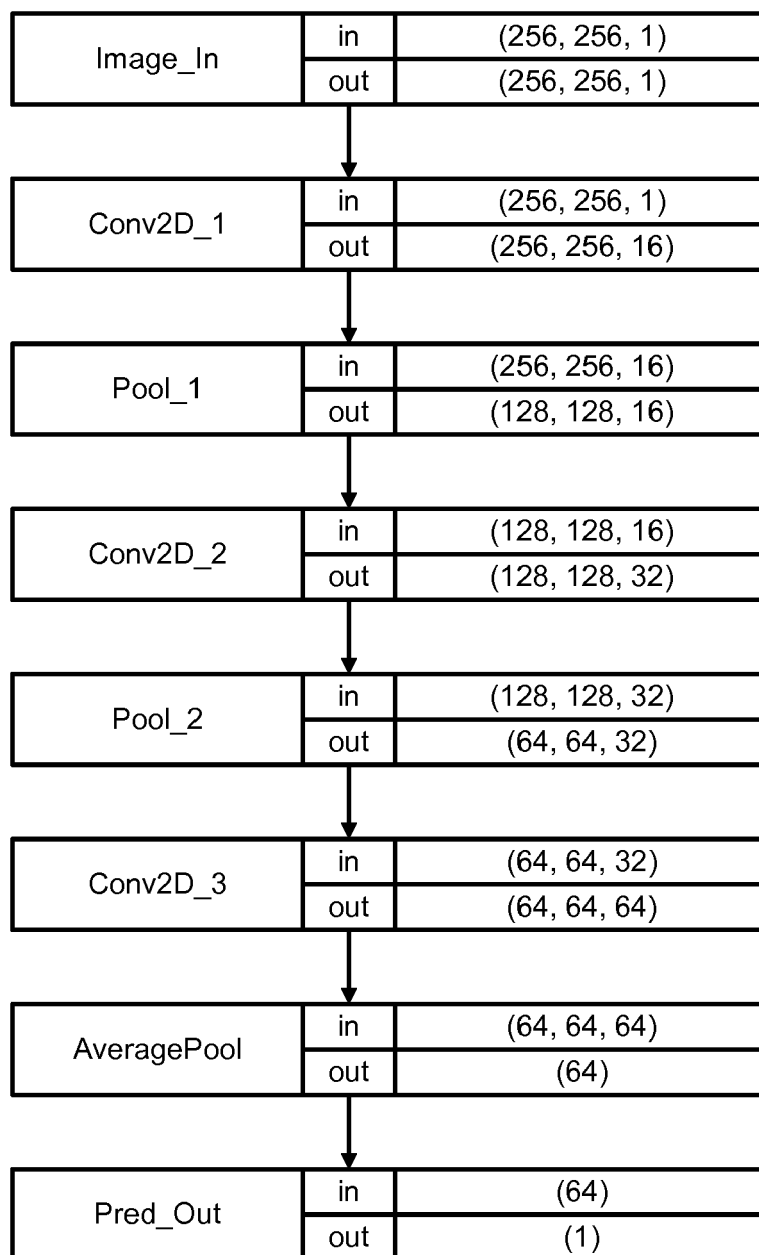 Image_In
in (256, 256, 1)
out (256, 256, 1)
Conv2D_1
in (256, 256, 1)
out (256, 256, 16)
Pool_1
in (256, 256, 16)
out (128, 128, 16)
Conv2D_2
in (128, 128, 16)
out (128, 128, 32)
Pool_2
in (128, 128, 32)
out (64, 64, 32)
Conv2D_3
in (64, 64, 32)
out (64, 64, 64)
AveragePool
in (64, 64, 64)
out (64)
Pred_Out
in (64)
out (1)